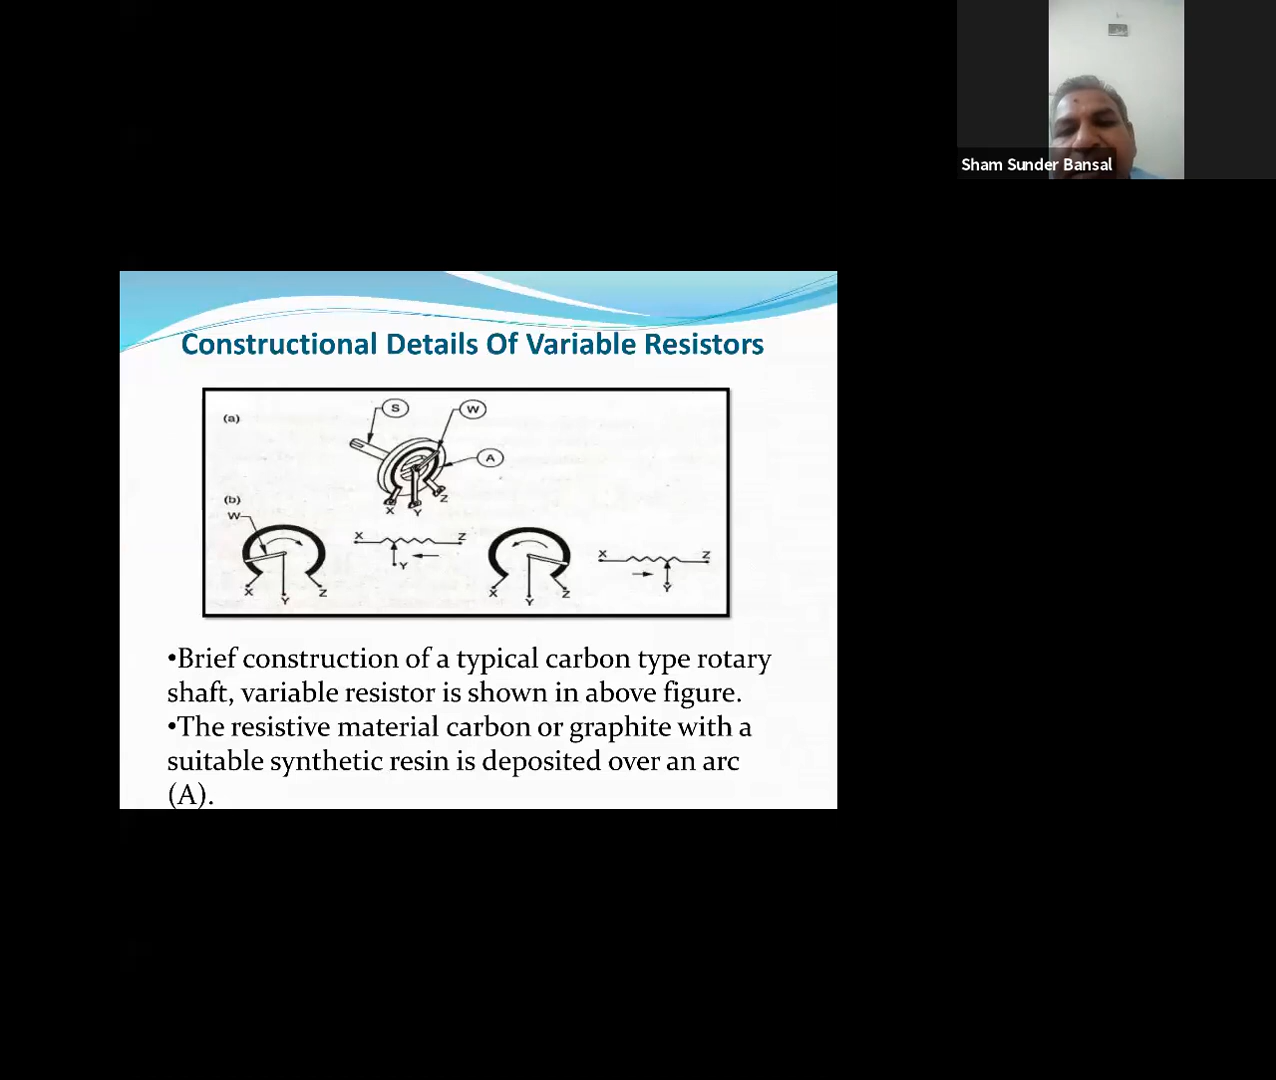 Sham Sunder Bansal
Constructional Details Of Variable Resistors
(a)
S
W
A
X
Y
Z
(b)
W
X
Y
Z
X
Z
Y
X
Y
Z
X
Z
Y
•Brief construction of a typical carbon type rotary
shaft, variable resistor is shown in above figure.
•The resistive material carbon or graphite with a
suitable synthetic resin is deposited over an arc
(A).